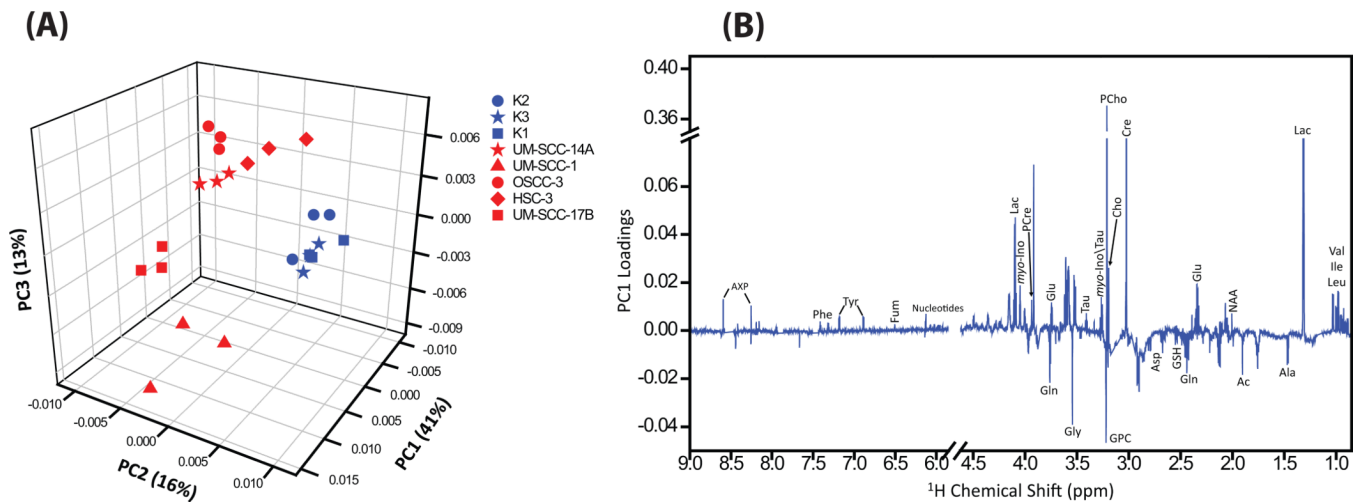 (A)
(B)
K2
K3
K1
UM-SCC-14A
UM-SCC-1
OSCC-3
HSC-3
UM-SCC-17B
0.006
0.003
0.000
-0.003
-0.006
-0.009
PC3 (13%)
-0.010
-0.005
0.000
0.005
0.010
PC2 (16%)
-0.010
-0.005
0.000
0.005
0.010
0.015
PC1 (41%)
0.40
0.36
0.06
0.04
0.02
0.00
-0.02
-0.04
PC1 Loadings
AXP
Phe
Tyr
Fum
Nucleotides
Lac
myo-Ino
PCre
Glu
Tau
myo-Ino\Tau
PCho
Cho
Cre
Glu
NAA
Lac
Val
Ile
Leu
Gln
Gly
GPC
Asp
GSH
Gln
Ac
Ala
9.0 8.5 8.0 7.5 7.0 6.5 6.0 4.5 4.0 3.5 3.0 2.5 2.0 1.5 1.0
¹H Chemical Shift (ppm)